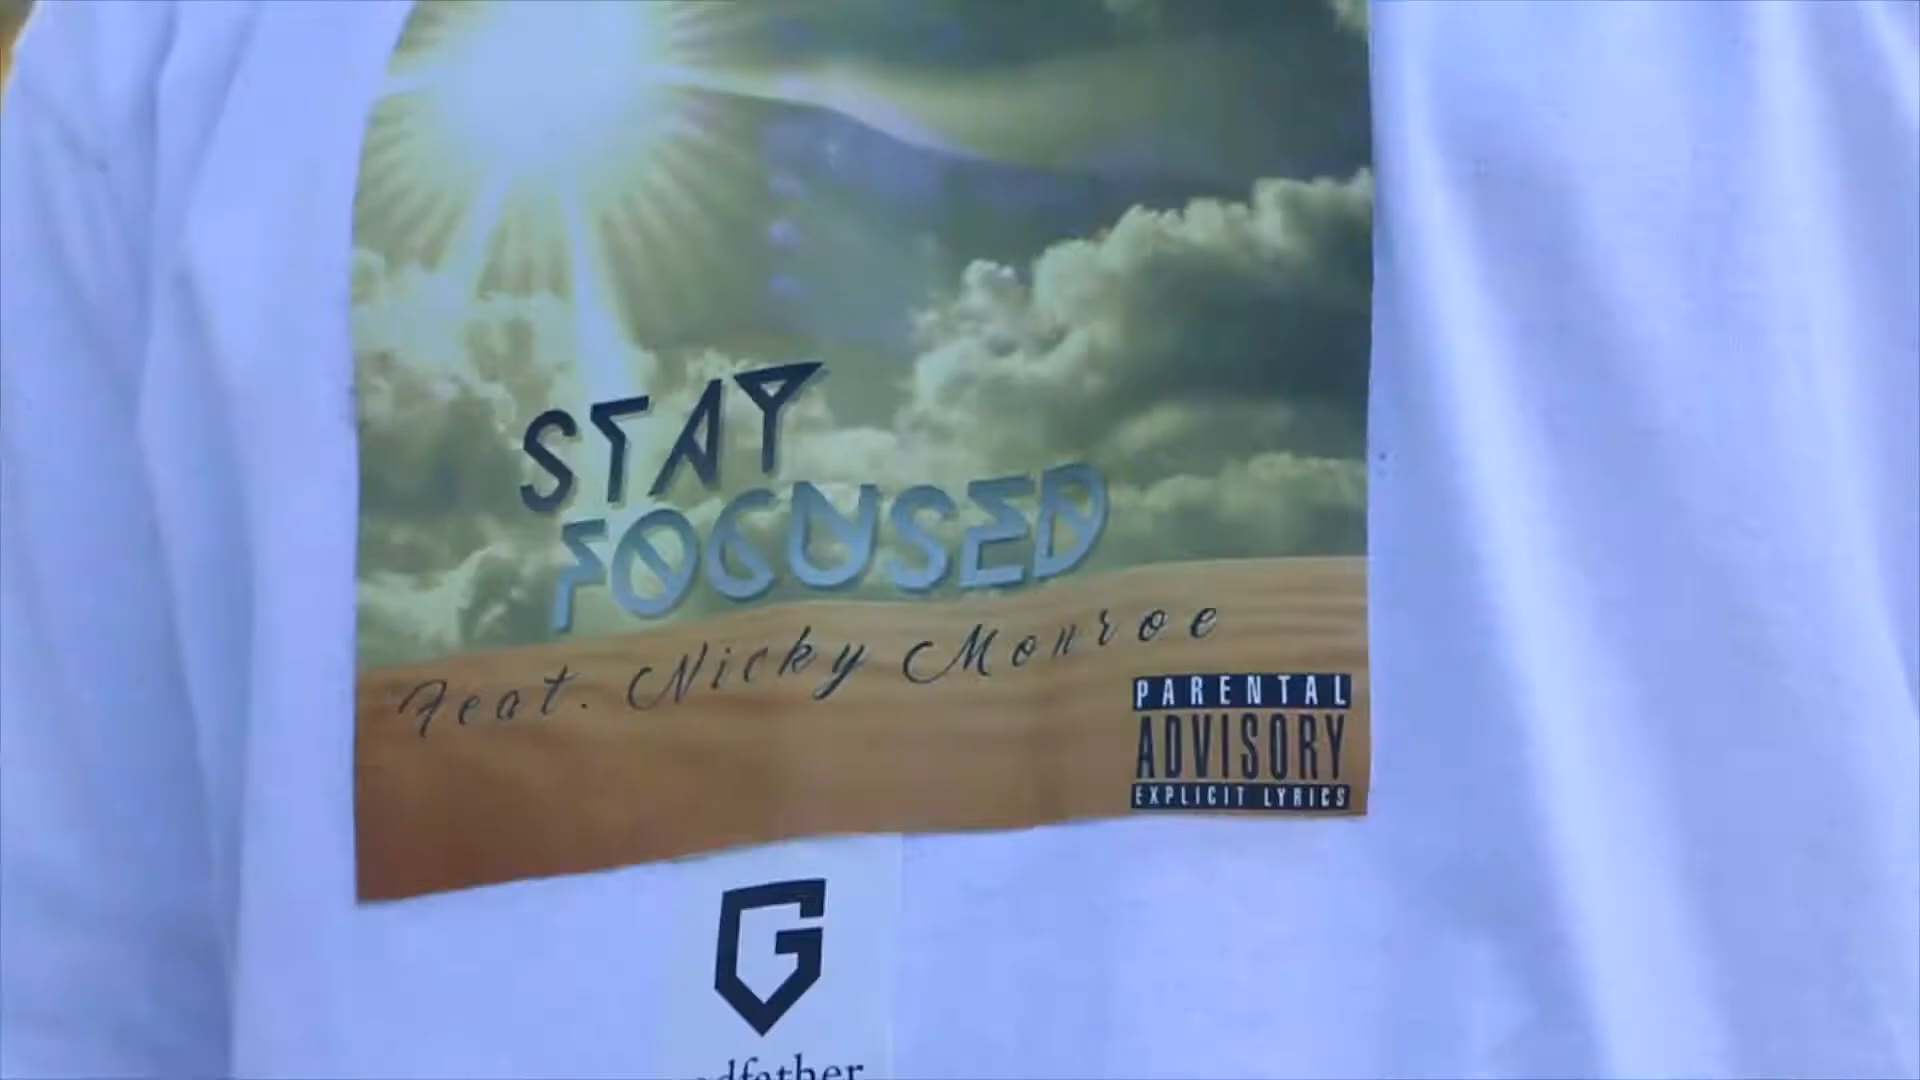 STAY
FOCUSED
Feat. Nicky Monroe
PARENTAL
ADVISORY
EXPLICIT LYRICS
G